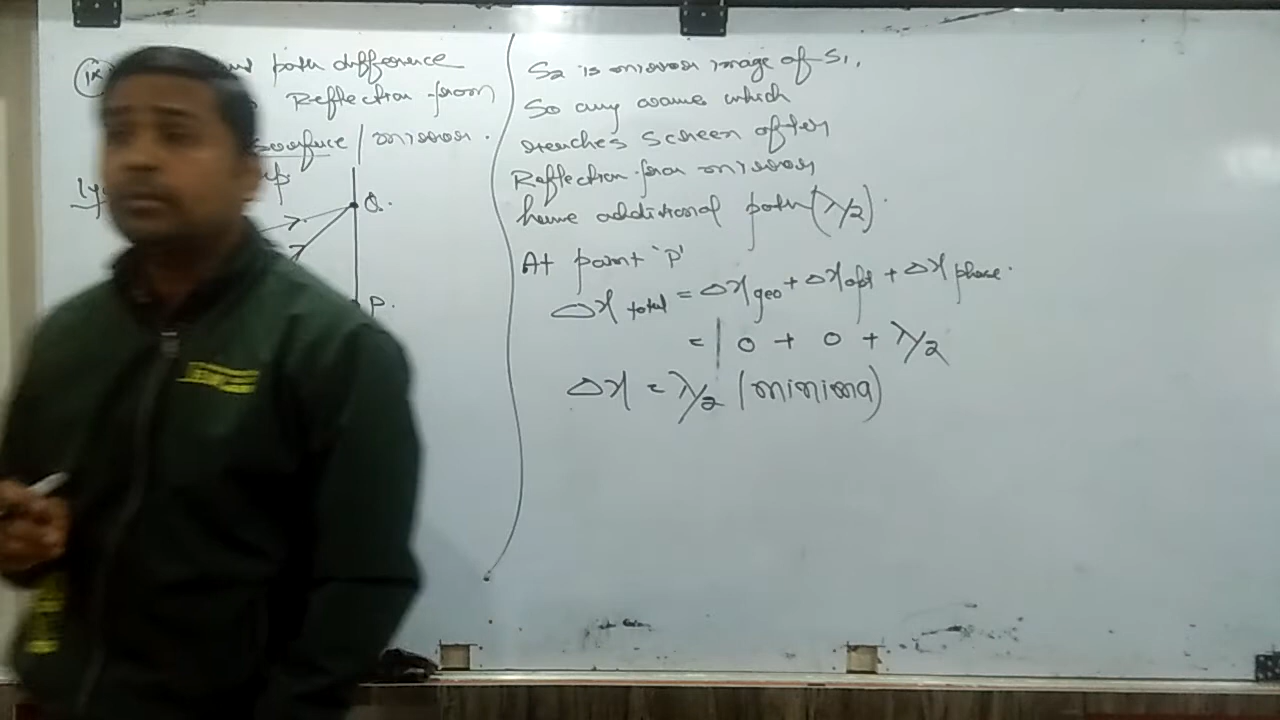 (ix) path difference
Reflection from
surface / mirror.
Q.
P.
S2 is mirror image of S1,
So any waves which
reaches screen after
Reflection from mirror
have additional path (λ/2).
At point 'P'
Δx total = Δx geo + Δx opt + Δx phase.
= | 0 + 0 + λ/2
Δx = λ/2 (minima)